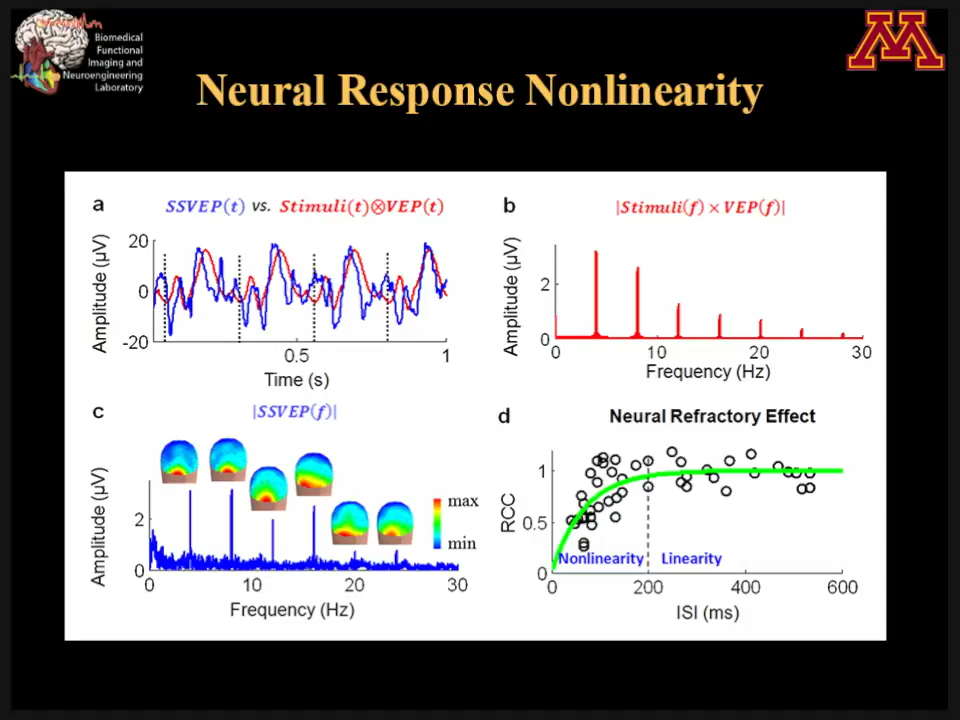 Biomedical
Functional
Imaging and
Neuroengineering
Laboratory
M
Neural Response Nonlinearity
a
SSVEP(t) vs. Stimuli(t)⊗VEP(t)
Amplitude (µV)
20
0
-20
0.5
1
Time (s)
b
|Stimuli(f) × VEP(f)|
Amplitude (µV)
2
0
0
10
20
30
Frequency (Hz)
c
|SSVEP(f)|
Amplitude (µV)
2
0
max
min
0
10
20
30
Frequency (Hz)
d
Neural Refractory Effect
RCC
1
0.5
0
Nonlinearity
Linearity
0
200
400
600
ISI (ms)